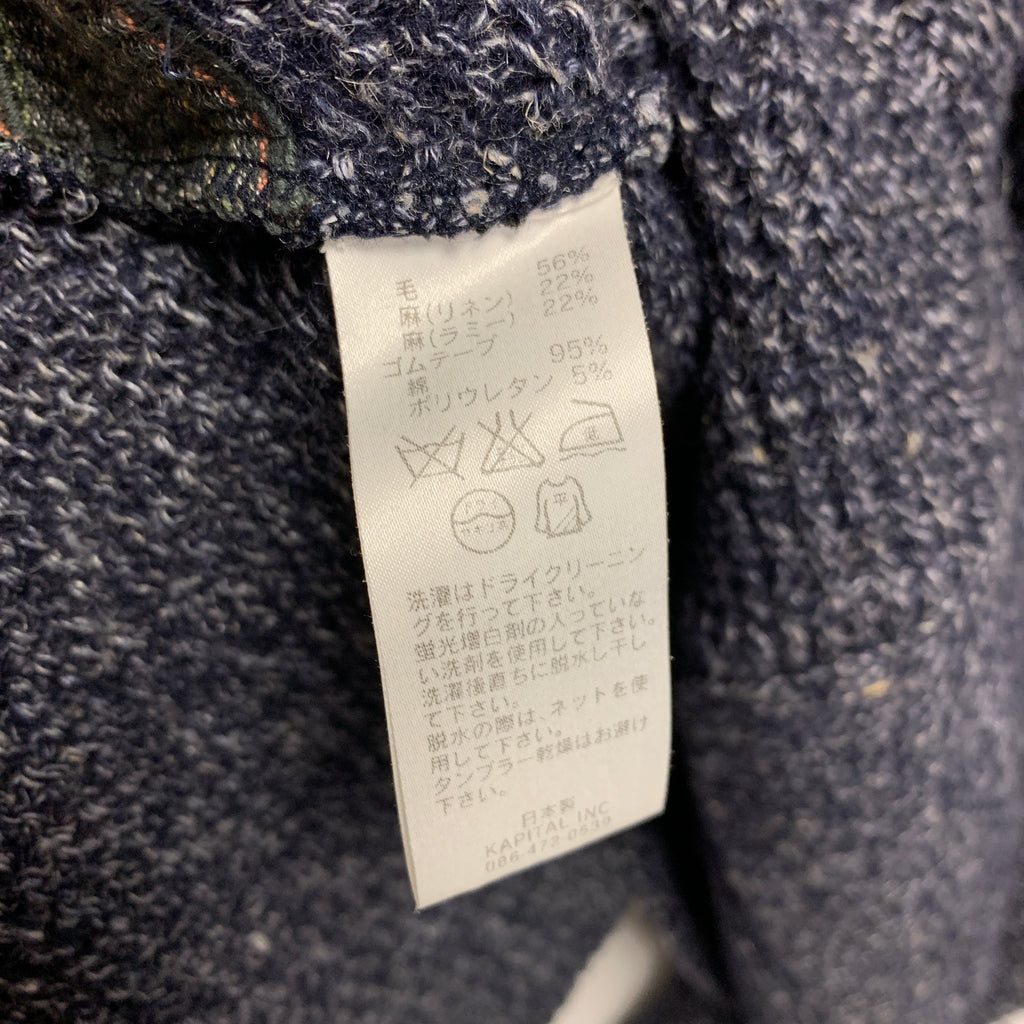 毛 56%
麻(リネン) 22%
麻(ラミー) 22%
ゴムテープ
綿 95%
ポリウレタン 5%
平
洗濯はドライクリーニン
グを行って下さい。
蛍光増白剤の入っていな
い洗剤を使用して下さい。
洗濯後直ちに脱水し干し
て下さい。
脱水の際は、ネットを使
用して下さい。
タンブラー乾燥はお避け
下さい。
日本製
KAPITAL INC
086-472-0539